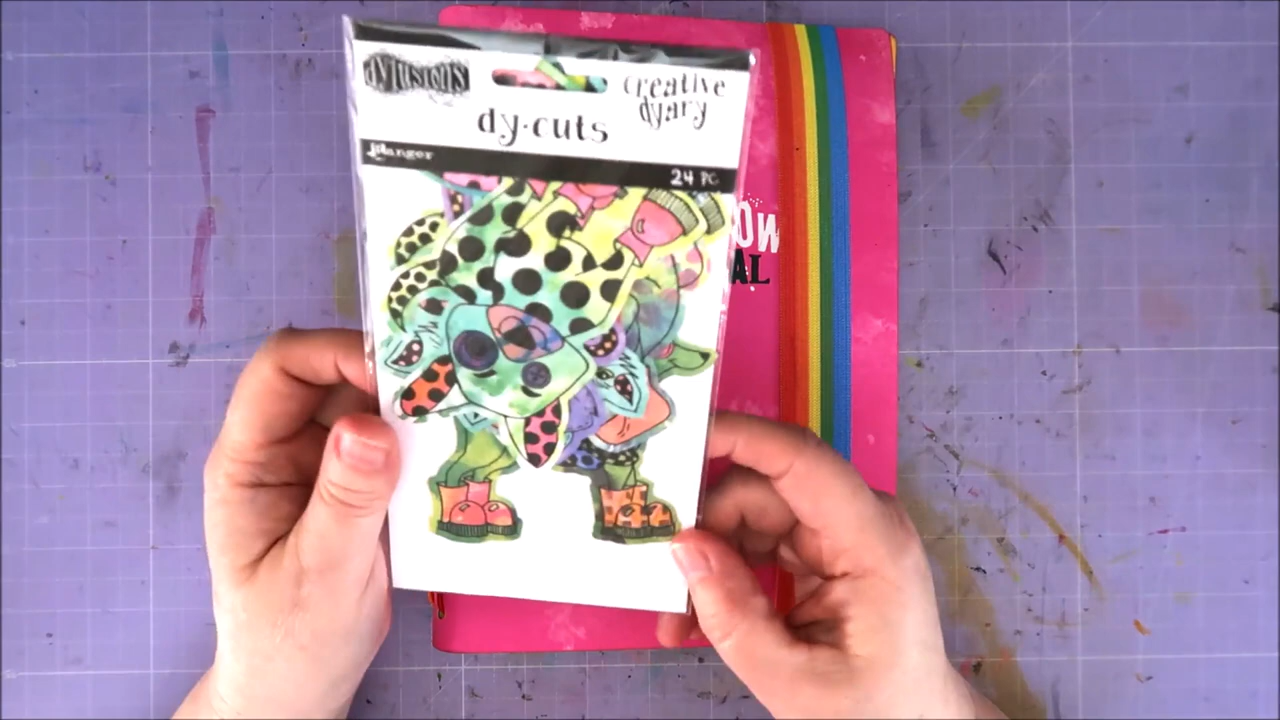 dylusions
creative
dyary
dy-cuts
Ranger
24 PC
OW
AL